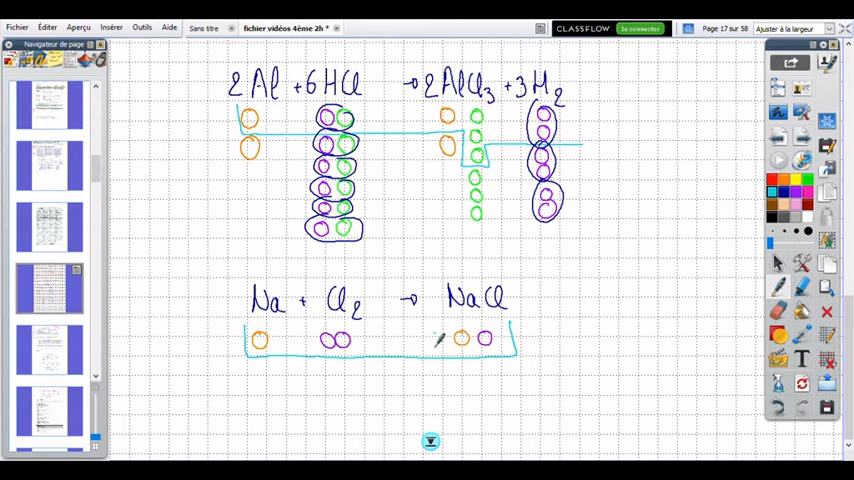 Fichier Éditer Aperçu Insérer Outils Aide Sans titre fichier vidéos 4ème 2h * CLASSFLOW Se connecter Page 17 sur 58 Ajuster à la largeur
Navigateur de page
2Al + 6HCl → 2AlCl3 + 3H2
Na + Cl2 → NaCl
T